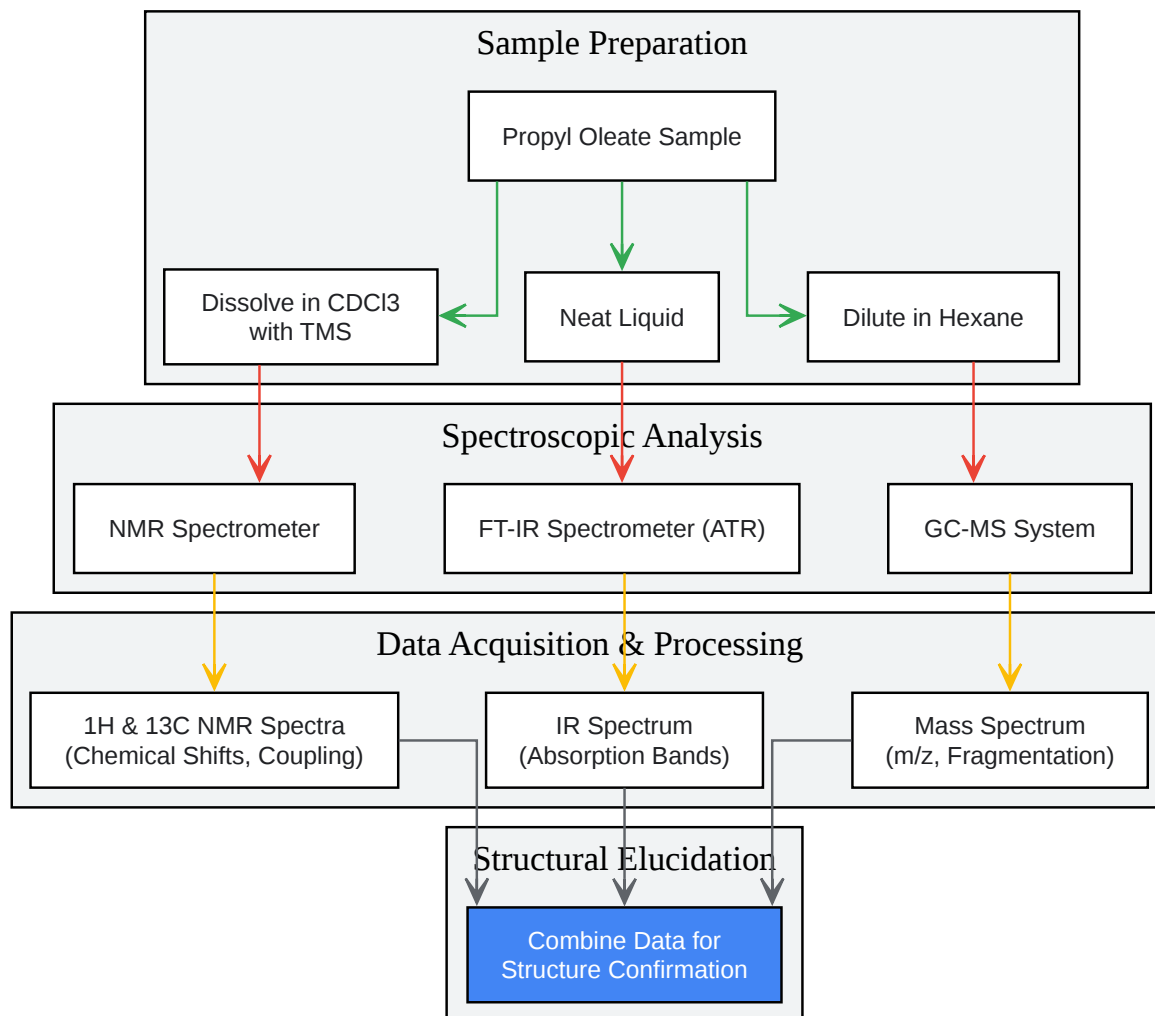 Sample Preparation
Propyl Oleate Sample
Dissolve in CDCl3
with TMS
Neat Liquid
Dilute in Hexane
Spectroscopic Analysis
NMR Spectrometer
FT-IR Spectrometer (ATR)
GC-MS System
Data Acquisition & Processing
1H & 13C NMR Spectra
(Chemical Shifts, Coupling)
IR Spectrum
(Absorption Bands)
Mass Spectrum
(m/z, Fragmentation)
Structural Elucidation
Combine Data for
Structure Confirmation